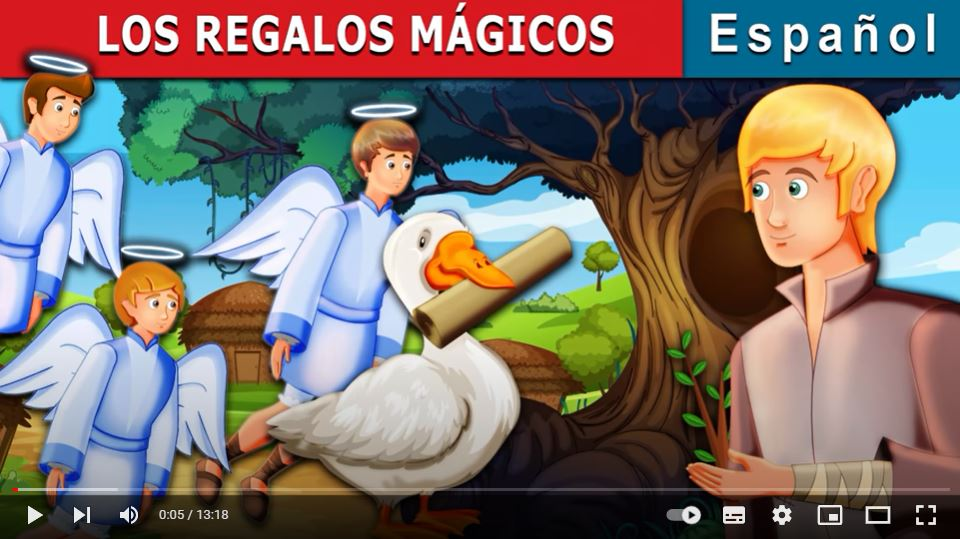 LOS REGALOS MÁGICOS
Español
0:05 / 13:18